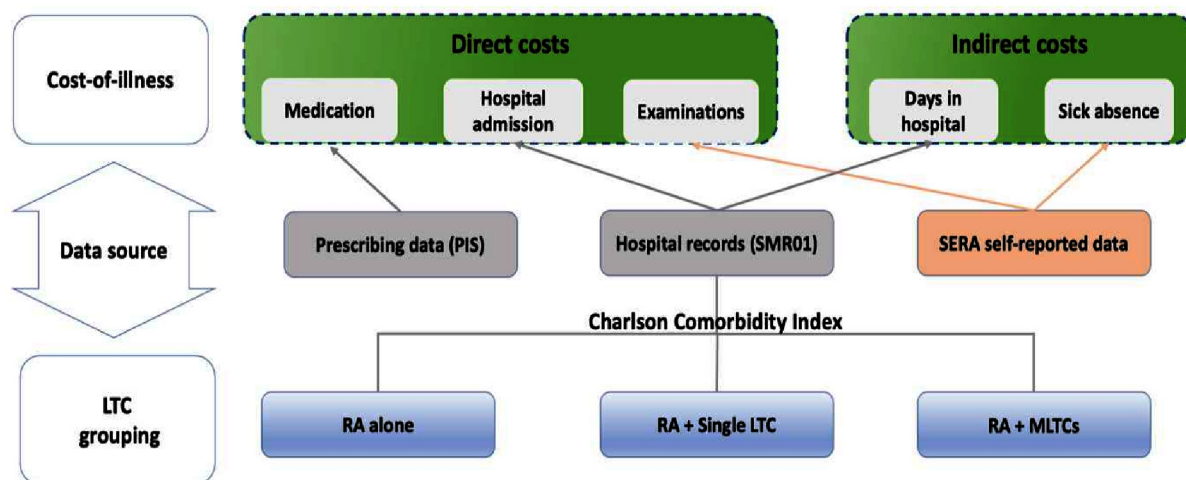 Direct costs
Indirect costs
Cost-of-illness
Medication
Hospital
admission
Examinations
Days in
hospital
Sick absence
Data source
Prescribing data (PIS)
Hospital records (SMR01)
SERA self-reported data
Charlson Comorbidity Index
LTC
grouping
RA alone
RA + Single LTC
RA + MLTCs